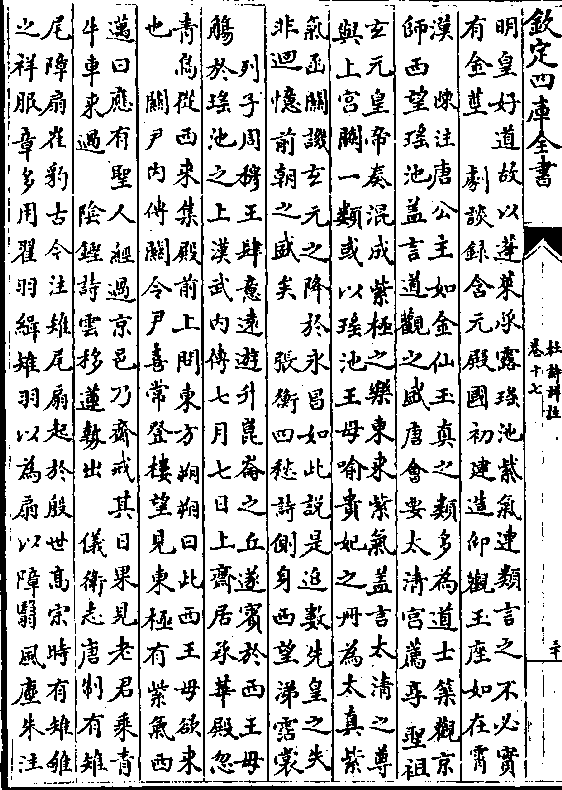 欽定四庫全書
杜詩詳注
卷十七
二十
明皇好道故以蓬萊承露瑤池紫氣連類言之不必實
有金莖　劇談録含元殿國初建造仰觀玉座如在霄
漢　陳注唐公主如金仙玉真之類多為道士築觀京
師西望瑤池蓋言道觀之盛唐會要太清宫薦享聖祖
玄元皇帝奏混成紫極之樂東來紫氣蓋言太清之尊
與上宫闕一類或以瑤池王母喻貴妃之册為太真紫
氣函關譏玄元之降於永昌如此說是追數先皇之失
非迴憶前朝之盛矣　張衡四愁詩側身西望涕霑裳
列子周穆王肆意遠遊升崑崙之丘遂賓於西王母
觴於瑤池之上漢武内傳七月七日上齋居承華殿忽
青鳥從西來集殿前上問東方朔朔曰此西王母欲來
也　關尹内傳關令尹喜常登樓望見東極有紫氣西
邁曰應有聖人經過京邑乃齋戒其日果見老君乘青
牛車來過　陰鏗詩雲移蓮勢出　儀衛志唐制有雉
尾障扇崔豹古今注雉尾扇起於殷世髙宗時有雉雊
之祥服章多用翟羽緝雉羽以為扇以障翳風塵朱注